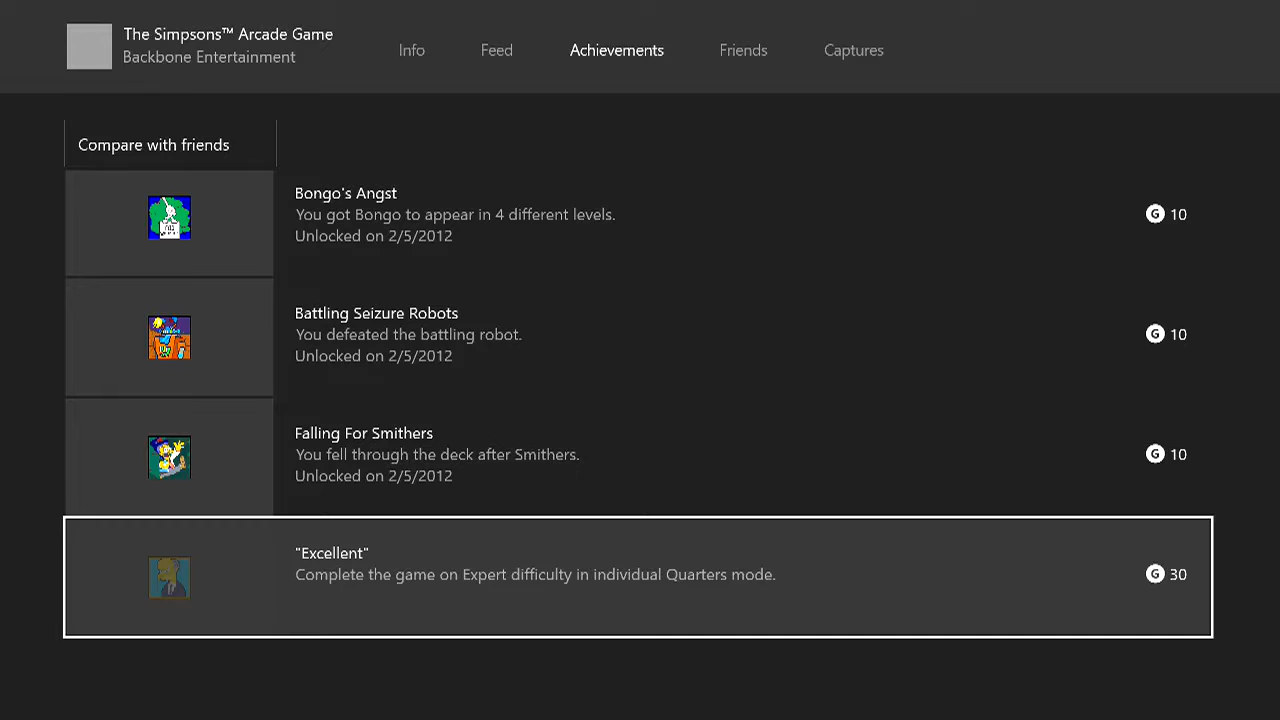 The Simpsons™ Arcade Game
Backbone Entertainment
Info
Feed
Achievements
Friends
Captures
Compare with friends
Bongo's Angst
You got Bongo to appear in 4 different levels.
Unlocked on 2/5/2012
G 10
Battling Seizure Robots
You defeated the battling robot.
Unlocked on 2/5/2012
G 10
Falling For Smithers
You fell through the deck after Smithers.
Unlocked on 2/5/2012
G 10
"Excellent"
Complete the game on Expert difficulty in individual Quarters mode.
G 30